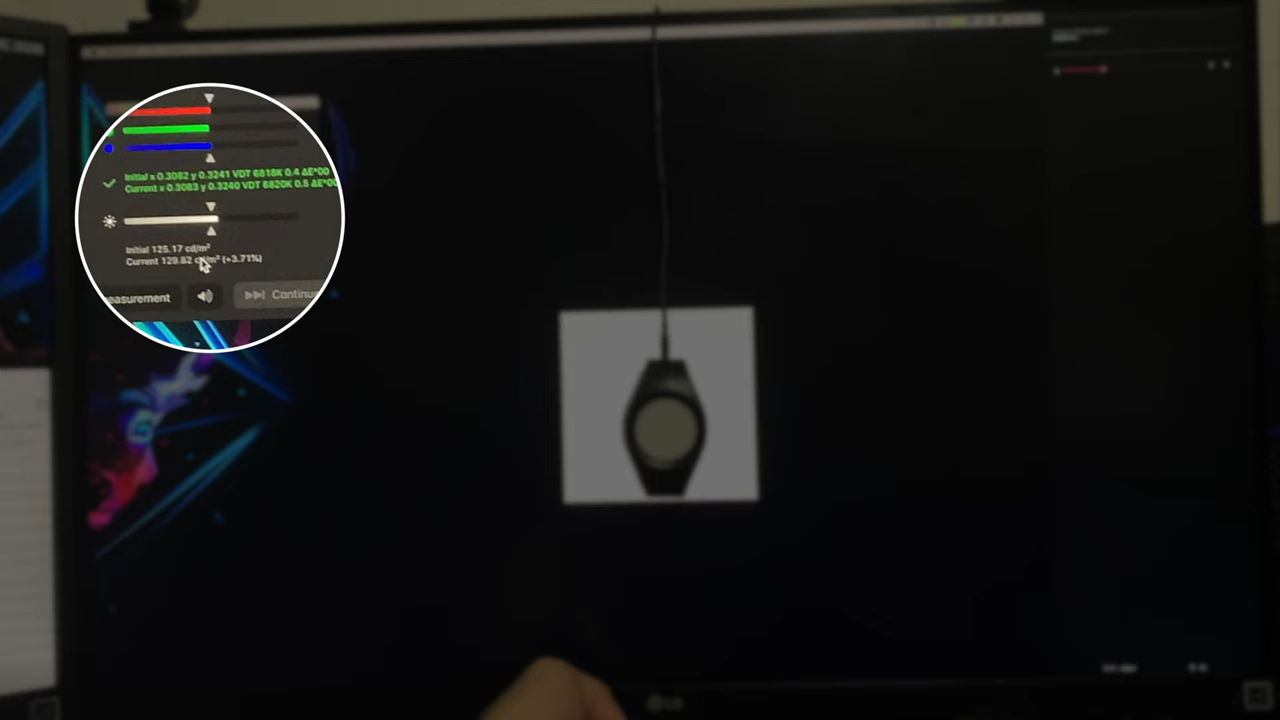 Initial x 0.3082 y 0.3241 VDT 6818K 0.4 ΔE*00
Current x 0.3083 y 0.3240 VDT 6820K 0.5 ΔE*00
Initial 125.17 cd/m²
Current 129.82 cd/m² (+3.71%)
easurement
Continu
LG